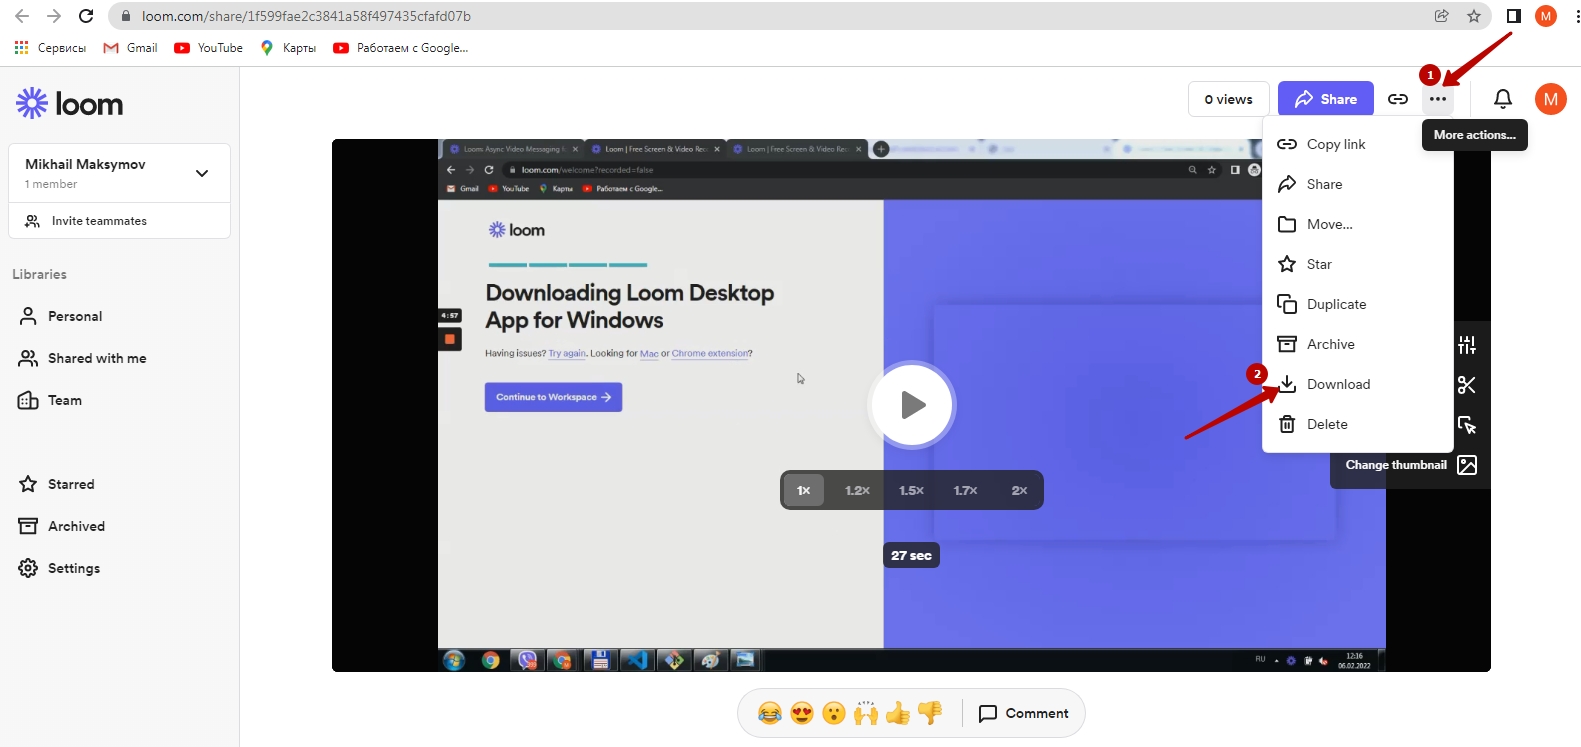 loom.com/share/1f599fae2c3841a58f497435cfafd07b
M
Сервисы
Gmail
YouTube
Карты
Работаем с Google...
loom
Mikhail Maksymov
1 member
Invite teammates
Libraries
Personal
Shared with me
Team
Starred
Archived
Settings
0 views
Share
1
M
More actions...
Copy link
Share
Move...
Star
Duplicate
Archive
2
Download
Delete
Change thumbnail
Loom: Async Video Messaging
Loom | Free Screen & Video Rec
Loom | Free Screen & Video Rec
loom.com/welcome?recorded=false
Gmail
YouTube
Карты
Работаем с Google...
loom
Downloading Loom Desktop
App for Windows
4:57
Having issues? Try again. Looking for Mac or Chrome extension?
Continue to Workspace
1x 1.2x 1.5x 1.7x 2x
27 sec
RU
12:16
06.02.2022
Comment